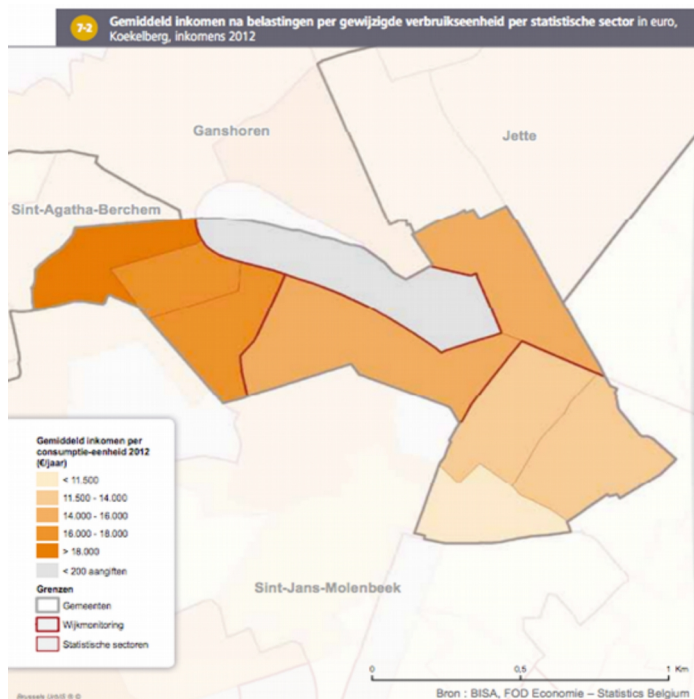 7-2 Gemiddeld inkomen na belastingen per gewijzigde verbruikseenheid per statistische sector in euro,
Koekelberg, inkomens 2012
Ganshoren
Jette
Sint-Agatha-Berchem
Gemiddeld inkomen per
consumptie-eenheid 2012
(€/jaar)
< 11.500
11.500 - 14.000
14.000 - 16.000
16.000 - 18.000
> 18.000
< 200 aangiften
Grenzen
Gemeenten
Wijkmonitoring
Statistische sectoren
Sint-Jans-Molenbeek
0 0,5 1 Km
Bron : BISA, FOD Economie – Statistics Belgium